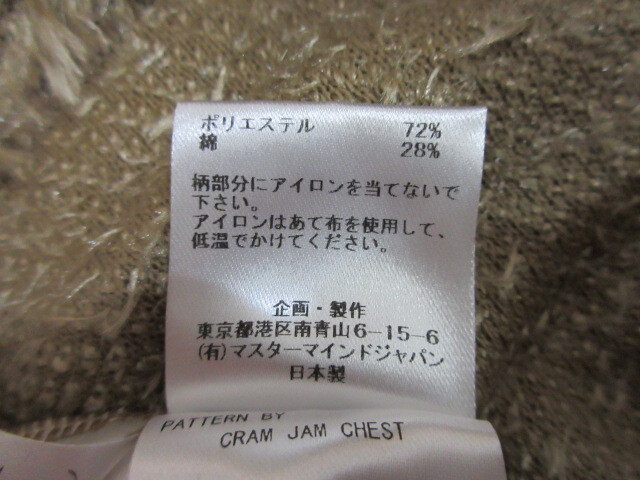 ポリエステル 72%
綿 28%
柄部分にアイロンを当てないで
下さい。
アイロンはあて布を使用して、
低温でかけてください。
企画・製作
東京都港区南青山6-15-6
(有)マスターマインドジャパン
日本製
PATTERN BY
CRAM JAM CHEST